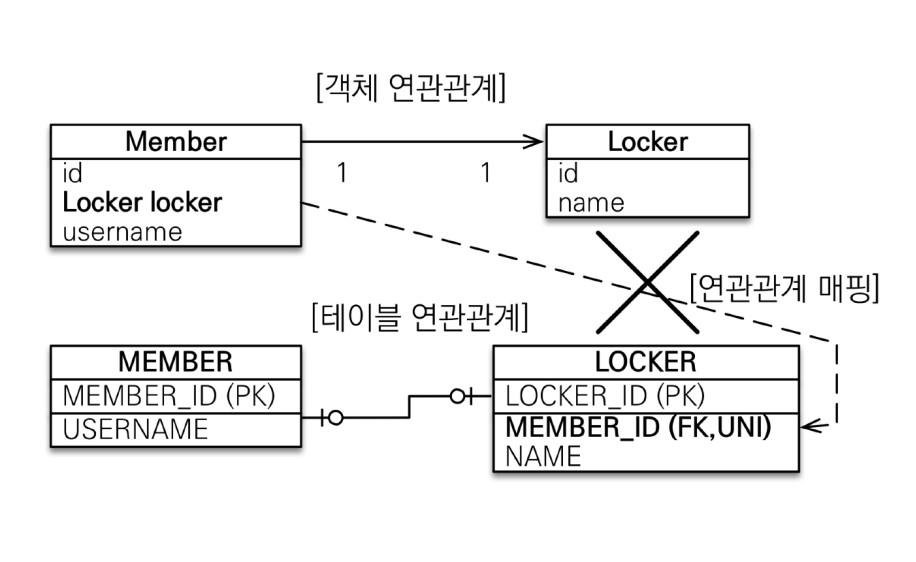 [객체 연관관계]
Member
id
Locker locker
username
1
1
Locker
id
name
[연관관계 매핑]
[테이블 연관관계]
MEMBER
MEMBER_ID (PK)
USERNAME
LOCKER
LOCKER_ID (PK)
MEMBER_ID (FK,UNI)
NAME